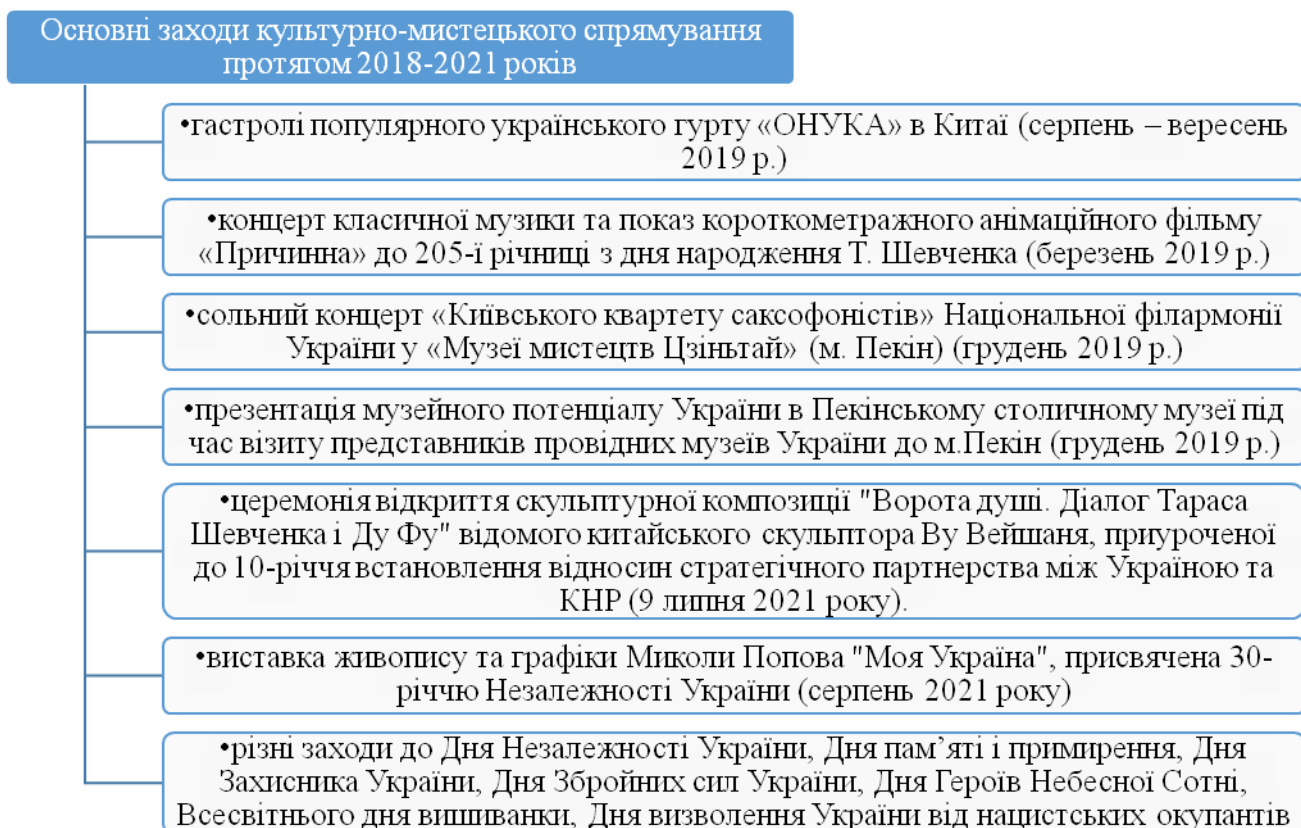 Основні заходи культурно-мистецького спрямування
протягом 2018-2021 років
•гастролі популярного українського гурту «ОНУКА» в Китаї (серпень – вересень
2019 р.)
•концерт класичної музики та показ короткометражного анімаційного фільму
«Причинна» до 205-ї річниці з дня народження Т. Шевченка (березень 2019 р.)
•сольний концерт «Київського квартету саксофоністів» Національної філармонії
України у «Музеї мистецтв Цзіньтай» (м. Пекін) (грудень 2019 р.)
•презентація музейного потенціалу України в Пекінському столичному музеї під
час візиту представників провідних музеїв України до м.Пекін (грудень 2019 р.)
•церемонія відкриття скульптурної композиції "Ворота душі. Діалог Тараса
Шевченка і Ду Фу" відомого китайського скульптора Ву Вейшаня, приуроченої
до 10-річчя встановлення відносин стратегічного партнерства між Україною та
КНР (9 липня 2021 року).
•виставка живопису та графіки Миколи Попова "Моя Україна", присвячена 30-
річчю Незалежності України (серпень 2021 року)
•різні заходи до Дня Незалежності України, Дня пам’яті і примирення, Дня
Захисника України, Дня Збройних сил України, Дня Героїв Небесної Сотні,
Всесвітнього дня вишиванки, Дня визволення України від нацистських окупантів